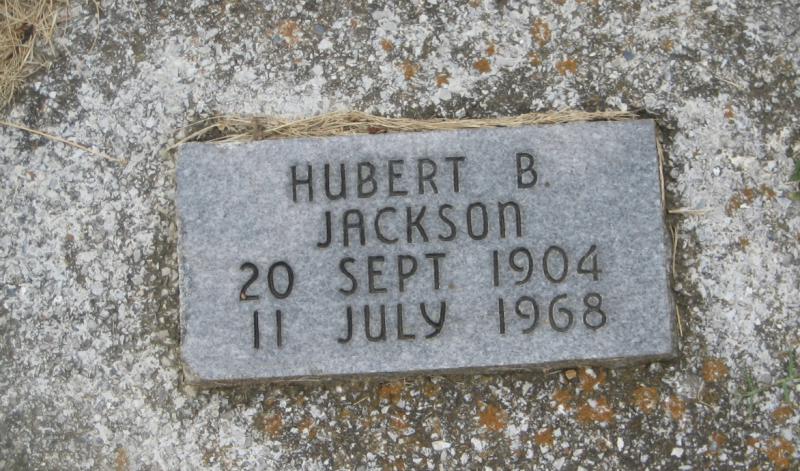 HUBERT B.
JACKSON
20 SEPT. 1904
11 JULY 1968